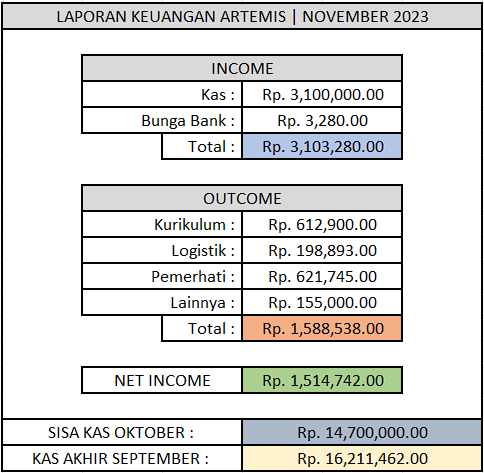 LAPORAN KEUANGAN ARTEMIS | NOVEMBER 2023
INCOME
Kas : Rp. 3,100,000.00
Bunga Bank : Rp. 3,280.00
Total : Rp. 3,103,280.00
OUTCOME
Kurikulum : Rp. 612,900.00
Logistik : Rp. 198,893.00
Pemerhati : Rp. 621,745.00
Lainnya : Rp. 155,000.00
Total : Rp. 1,588,538.00
NET INCOME Rp. 1,514,742.00
SISA KAS OKTOBER : Rp. 14,700,000.00
KAS AKHIR SEPTEMBER : Rp. 16,211,462.00